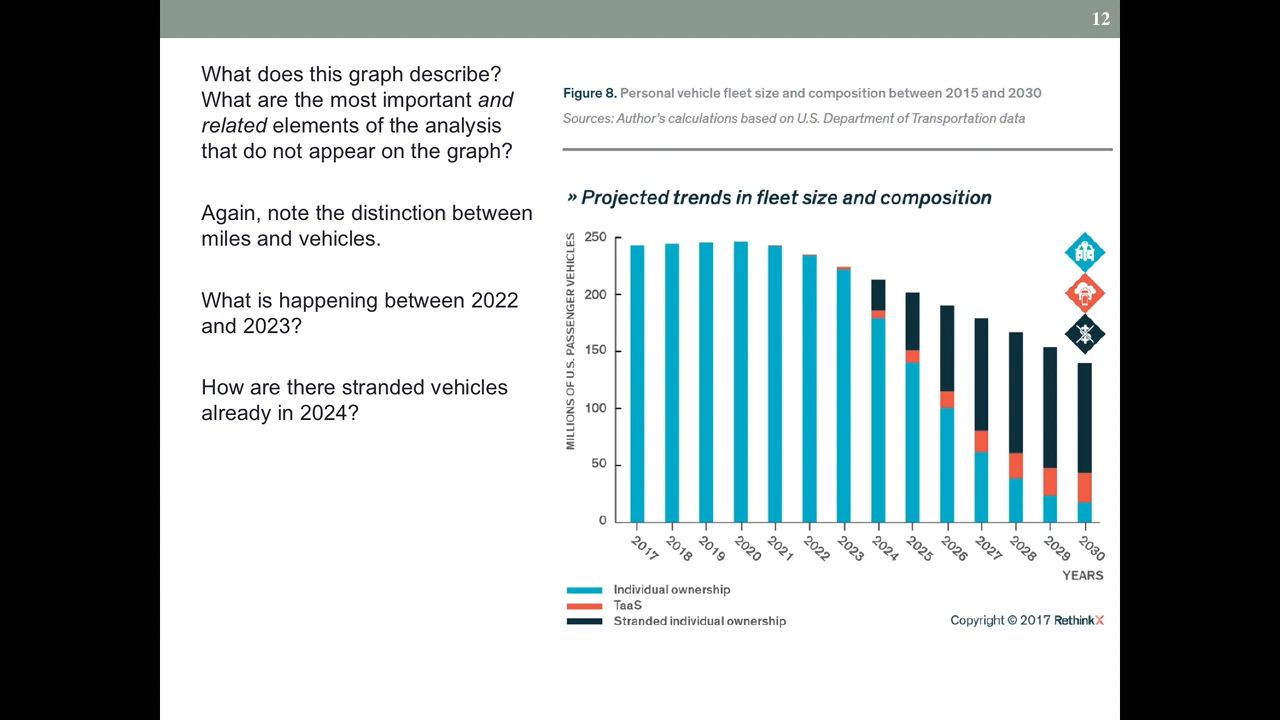 12
What does this graph describe?
What are the most important and
related elements of the analysis
that do not appear on the graph?
Again, note the distinction between
miles and vehicles.
What is happening between 2022
and 2023?
How are there stranded vehicles
already in 2024?
Figure 8. Personal vehicle fleet size and composition between 2015 and 2030
Sources: Author's calculations based on U.S. Department of Transportation data
» Projected trends in fleet size and composition
MILLIONS OF U.S. PASSENGER VEHICLES
250
200
150
100
50
0
2017
2018
2019
2020
2021
2022
2023
2024
2025
2026
2027
2028
2029
2030
YEARS
Individual ownership
TaaS
Stranded individual ownership
Copyright © 2017 RethinkX